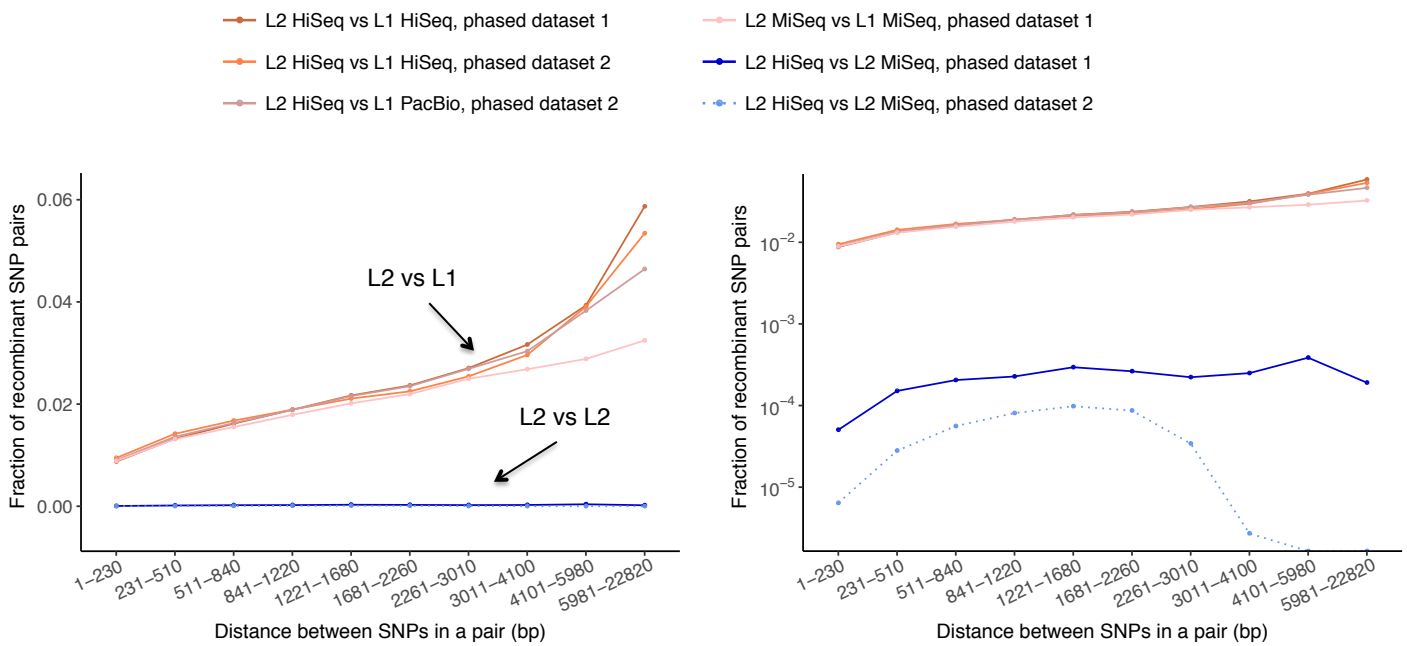 L2 HiSeq vs L1 HiSeq, phased dataset 1
L2 HiSeq vs L1 HiSeq, phased dataset 2
L2 HiSeq vs L1 PacBio, phased dataset 2
L2 MiSeq vs L1 MiSeq, phased dataset 1
L2 HiSeq vs L2 MiSeq, phased dataset 1
L2 HiSeq vs L2 MiSeq, phased dataset 2
Fraction of recombinant SNP pairs
0.06
0.04
0.02
0.00
L2 vs L1
L2 vs L2
1−230
231−510
511−840
841−1220
1221−1680
1681−2260
2261−3010
3011−4100
4101−5980
5981−22820
Distance between SNPs in a pair (bp)
Fraction of recombinant SNP pairs
10−2
10−3
10−4
10−5
1−230
231−510
511−840
841−1220
1221−1680
1681−2260
2261−3010
3011−4100
4101−5980
5981−22820
Distance between SNPs in a pair (bp)